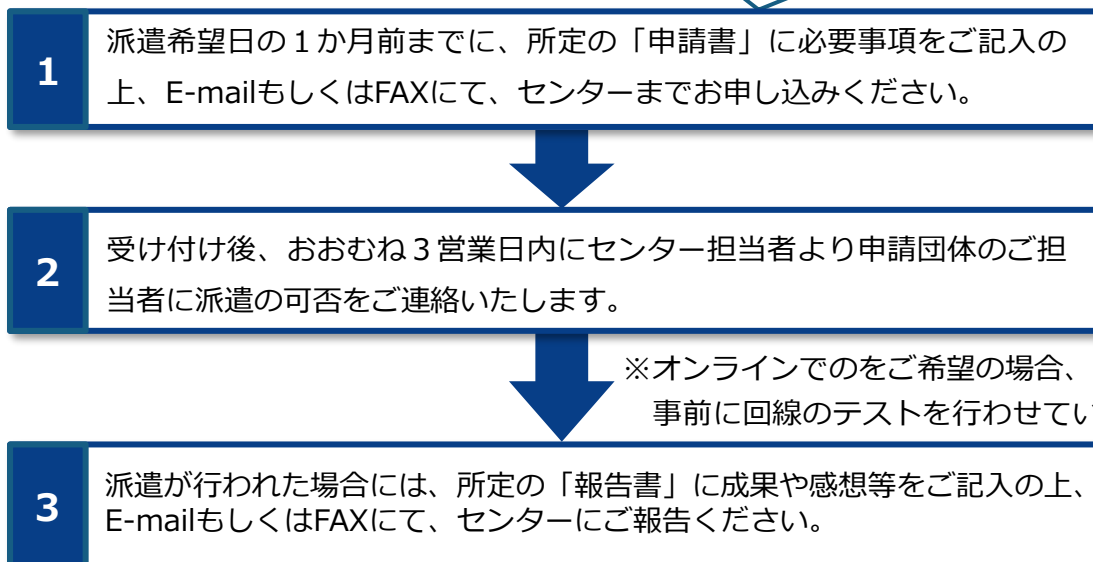 1
派遣希望日の１か月前までに、所定の「申請書」に必要事項をご記入の
上、E-mailもしくはFAXにて、センターまでお申し込みください。
2
受け付け後、おおむね３営業日内にセンター担当者より申請団体のご担
当者に派遣の可否をご連絡いたします。
※オンラインでのをご希望の場合、
事前に回線のテストを行わせてい
3
派遣が行われた場合には、所定の「報告書」に成果や感想等をご記入の上、
E-mailもしくはFAXにて、センターにご報告ください。